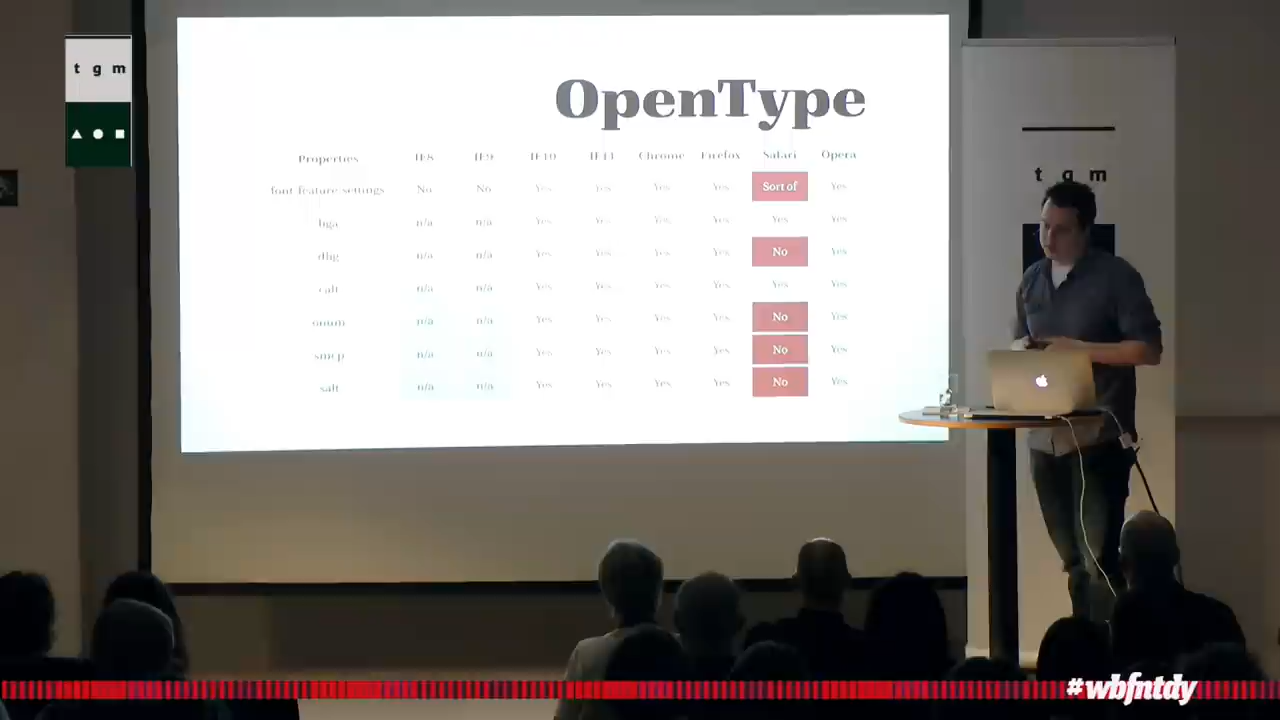 t g m
OpenType
Properties IE8 IE9 IE10 IE11 Chrome Firefox Safari Opera
font feature settings No No Yes Yes Yes Yes Sort of Yes
liga n/a n/a Yes Yes Yes Yes Yes Yes
dlig n/a n/a Yes Yes Yes Yes No Yes
calt n/a n/a Yes Yes Yes Yes Yes Yes
onum n/a n/a Yes Yes Yes Yes No Yes
smcp n/a n/a Yes Yes Yes Yes No Yes
salt n/a n/a Yes Yes Yes Yes No Yes
t g m
#wbfntdy